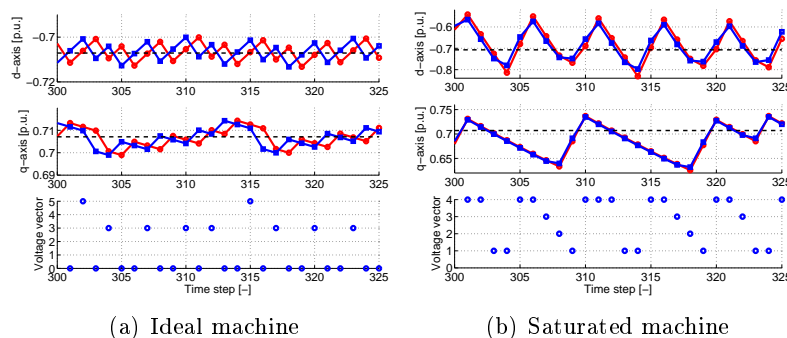 d-axis [p.u.]
−0.7
−0.72
300 305 310 315 320 325
q-axis [p.u.]
0.71
0.7
0.69
300 305 310 315 320 325
Voltage vector
5
4
3
2
1
0
300 305 310 315 320 325
Time step [−]
(a) Ideal machine
d-axis [p.u.]
−0.6
−0.7
−0.8
300 305 310 315 320 325
q-axis [p.u.]
0.75
0.7
0.65
300 305 310 315 320 325
Voltage vector
4
3
2
1
0
300 305 310 315 320 325
Time step [−]
(b) Saturated machine